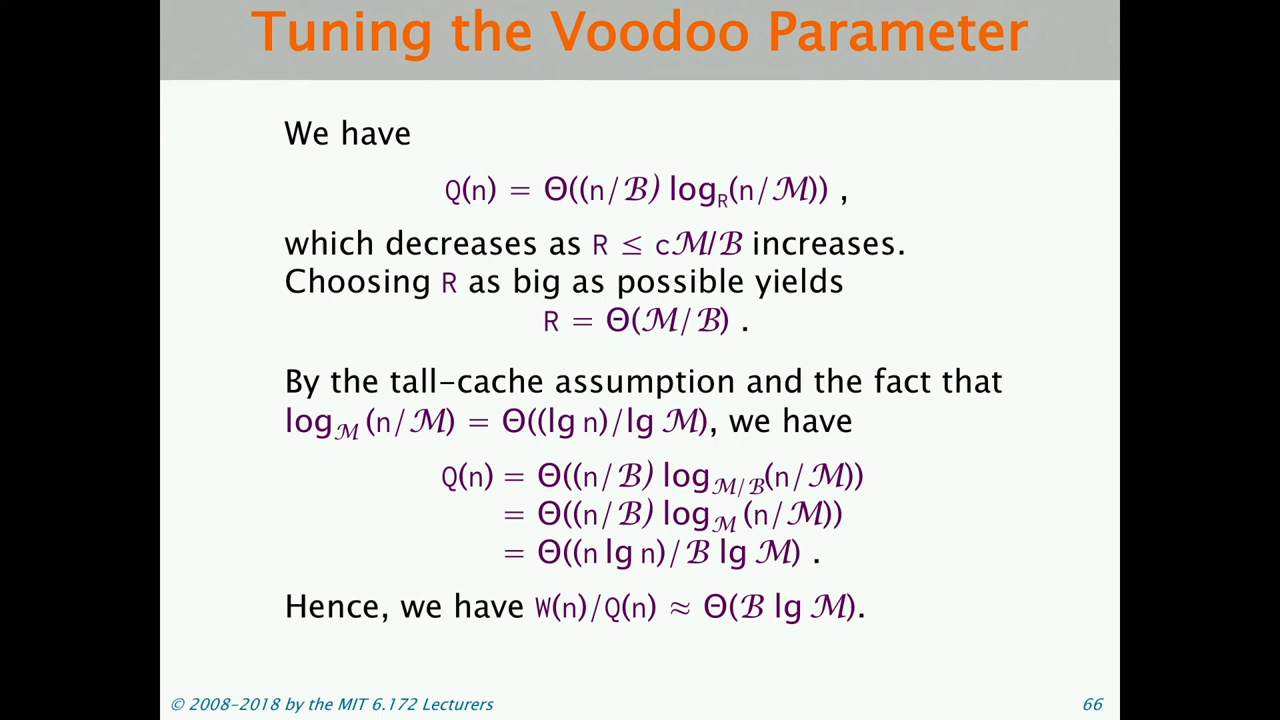 Tuning the Voodoo Parameter
We have
Q(n) = Θ((n/ℬ) log_R(n/ℳ)) ,
which decreases as R ≤ cℳ/ℬ increases.
Choosing R as big as possible yields
R = Θ(ℳ/ℬ) .
By the tall-cache assumption and the fact that
log_ℳ (n/ℳ) = Θ((lg n)/lg ℳ), we have
Q(n) = Θ((n/ℬ) log_ℳ/ℬ(n/ℳ))
= Θ((n/ℬ) log_ℳ (n/ℳ))
= Θ((n lg n)/ℬ lg ℳ) .
Hence, we have W(n)/Q(n) ≈ Θ(ℬ lg ℳ).
© 2008-2018 by the MIT 6.172 Lecturers
66